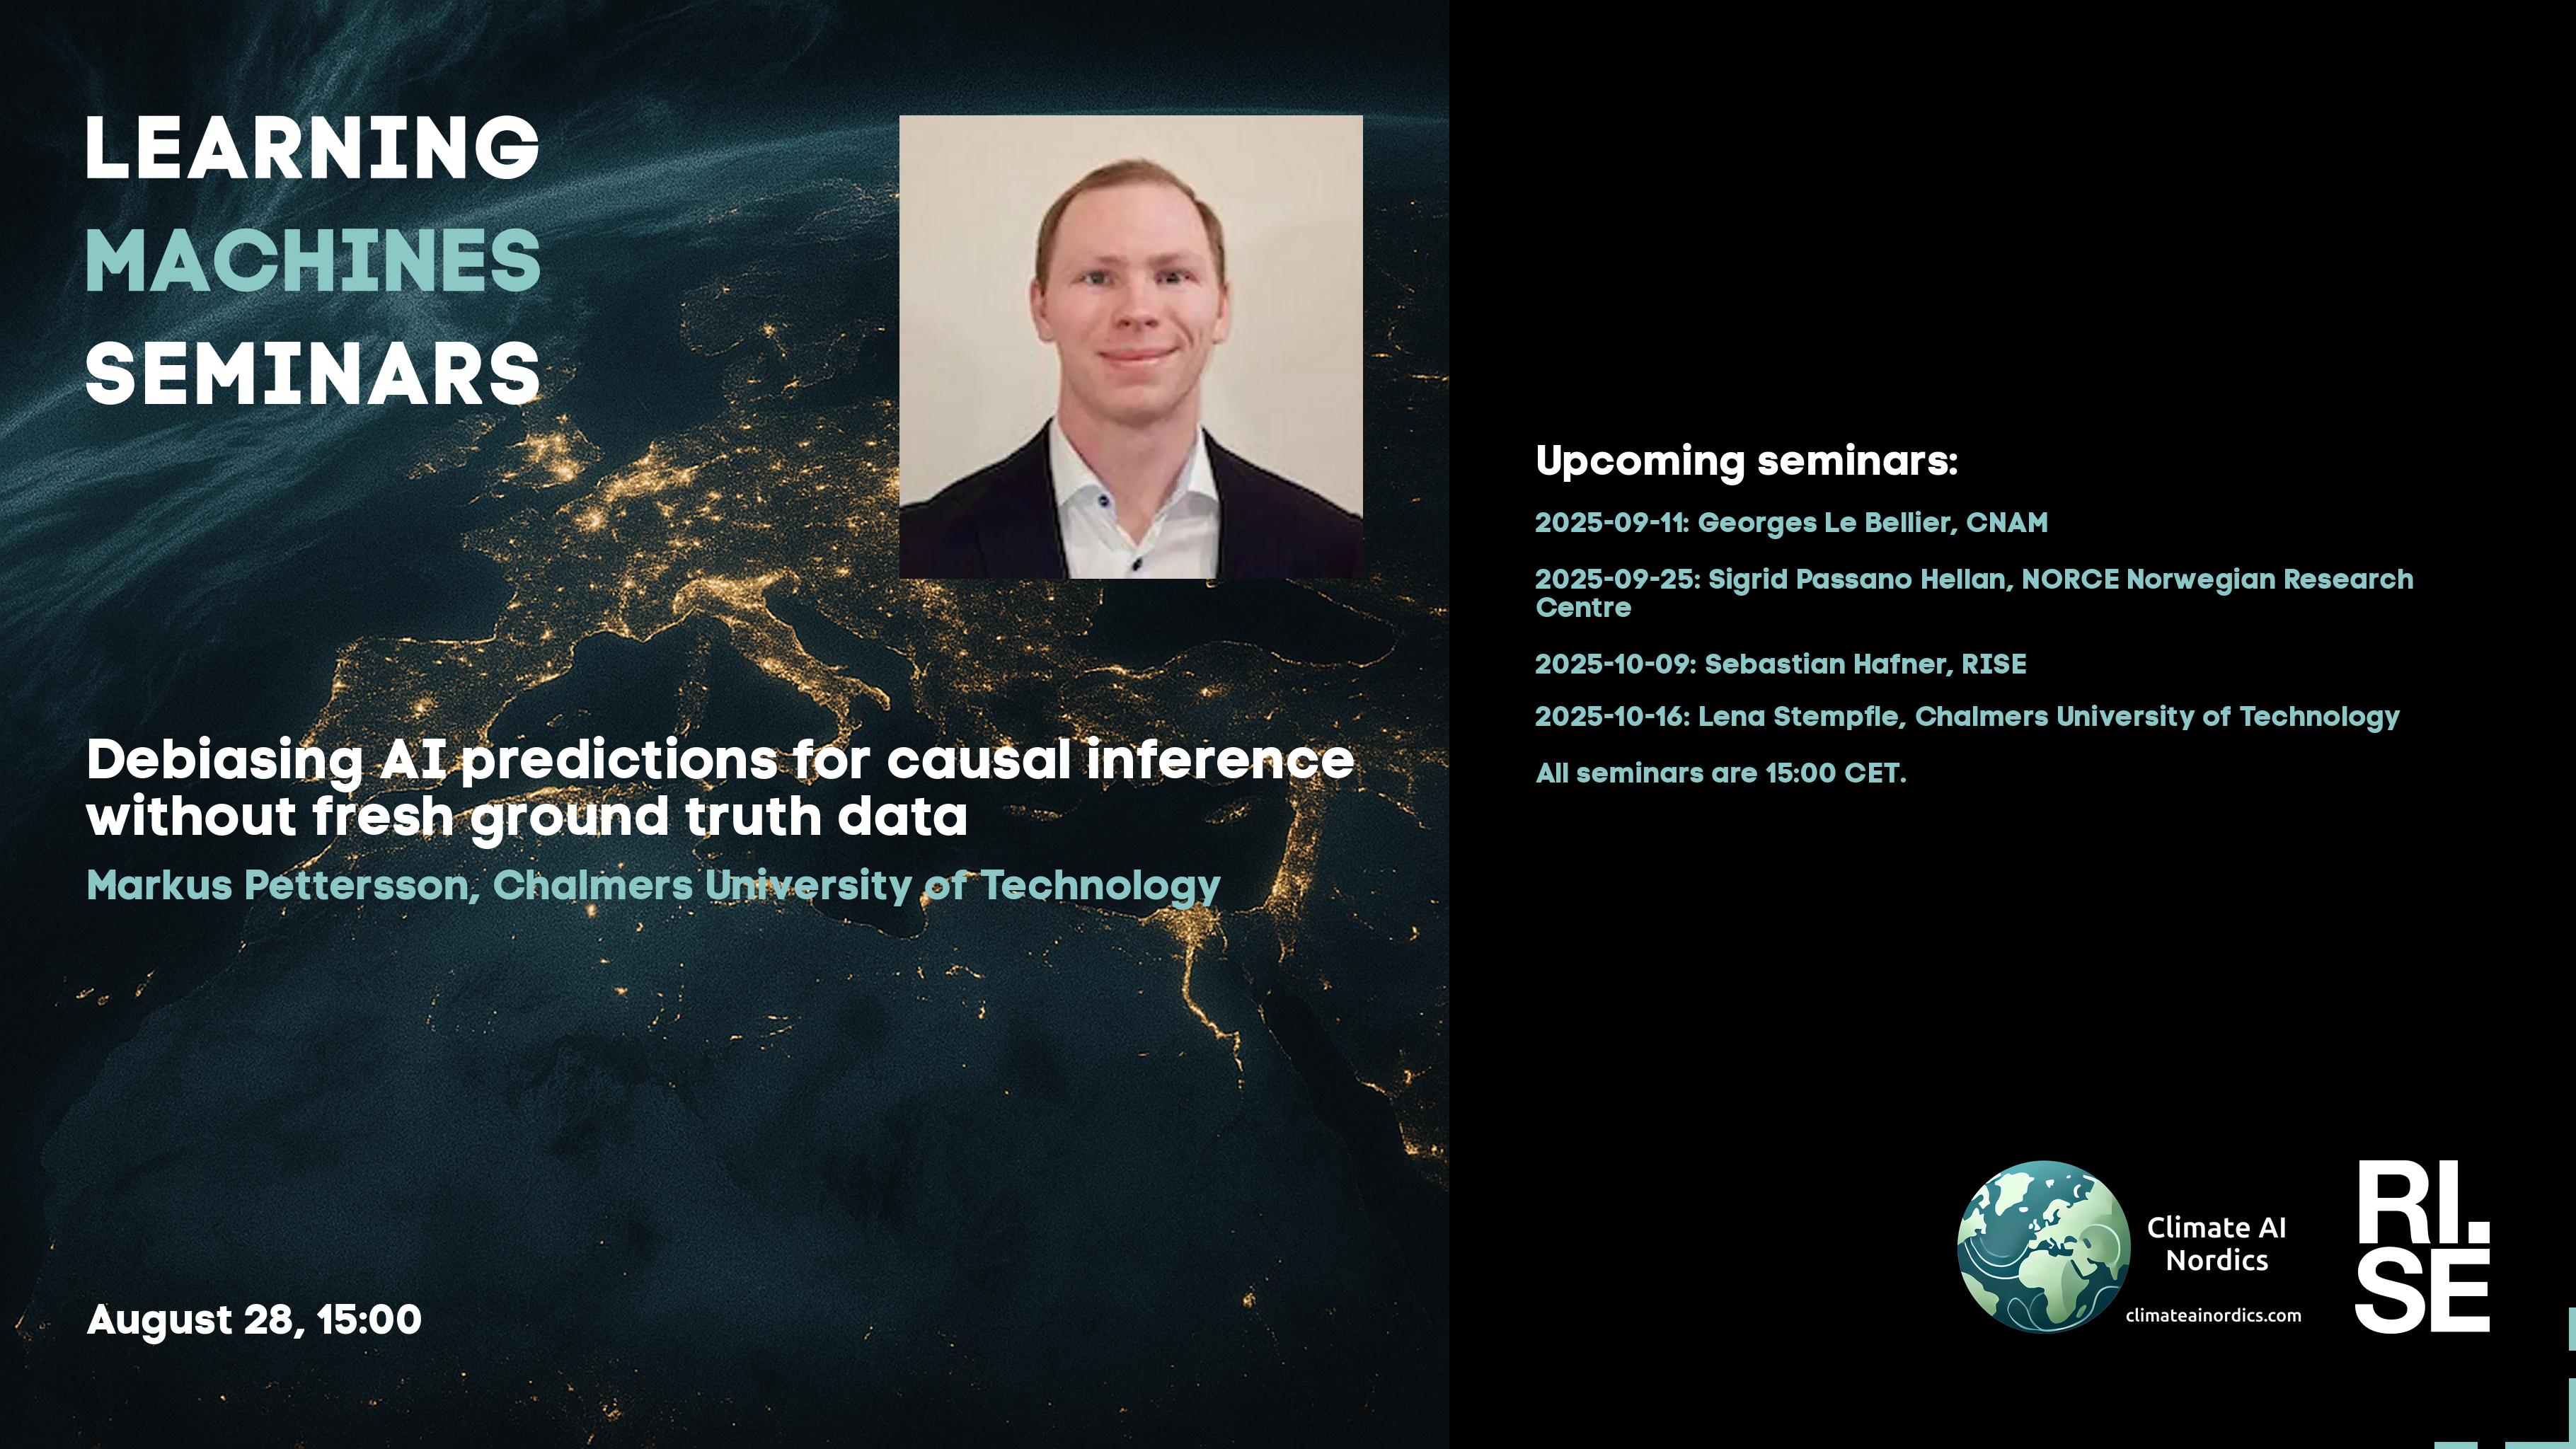 LEARNING
MACHINES
SEMINARS
Debiasing AI predictions for causal inference
without fresh ground truth data
Markus Pettersson, Chalmers University of Technology
August 28, 15:00
Upcoming seminars:
2025-09-11: Georges Le Bellier, CNAM
2025-09-25: Sigrid Passano Hellan, NORCE Norwegian Research
Centre
2025-10-09: Sebastian Hafner, RISE
2025-10-16: Lena Stempfle, Chalmers University of Technology
All seminars are 15:00 CET.
Climate AI
Nordics
climateainordics.com
RI.
SE